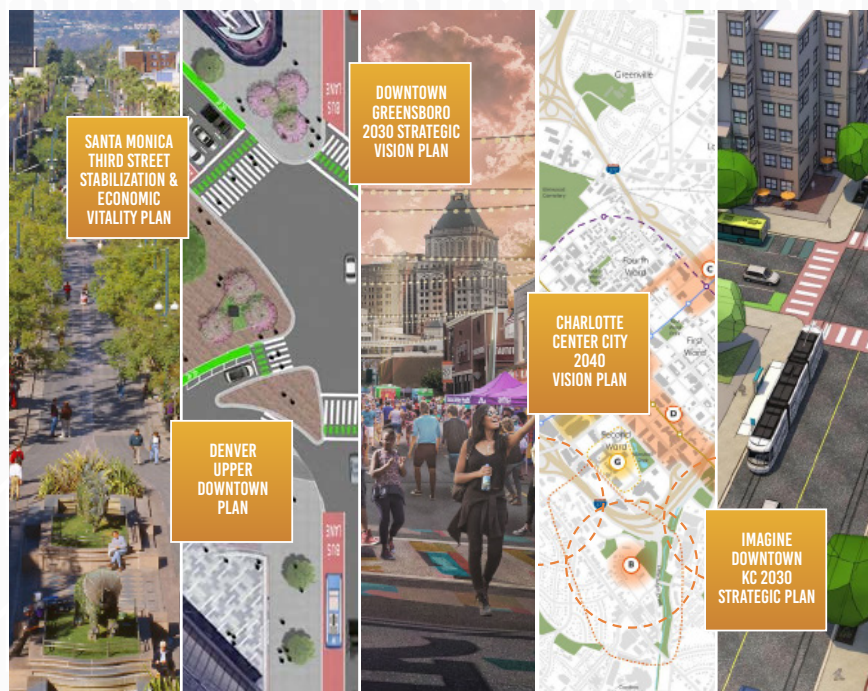 SANTA MONICA
THIRD STREET
STABILIZATION &
ECONOMIC
VITALITY PLAN
DENVER
UPPER
DOWNTOWN
PLAN
DOWNTOWN
GREENSBORO
2030 STRATEGIC
VISION PLAN
CHARLOTTE
CENTER CITY
2040
VISION PLAN
IMAGINE
DOWNTOWN
KC 2030
STRATEGIC PLAN
BUS
LANE
BUS
LANE
Greenville
Fourth
Ward
First
Ward
Second
Ward
C
D
G
B